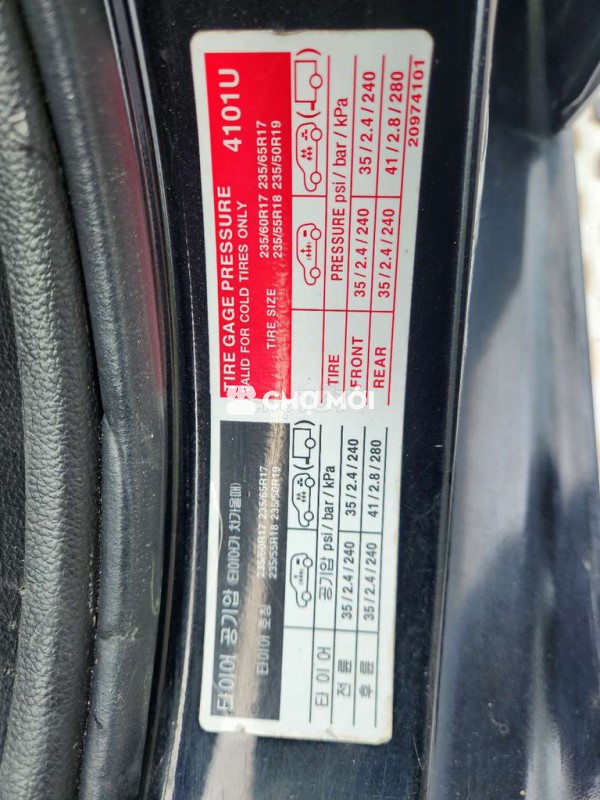 타이어 공기압 타이어가 차가울때
타이어 호칭
235/60R17 235/65R17
235/55R18 235/50R19
타 이 어
공기압 psi / bar / kPa
전 륜 35 / 2.4 / 240 35 / 2.4 / 240
후 륜 35 / 2.4 / 240 41 / 2.8 / 280
TIRE GAGE PRESSURE 4101U
VALID FOR COLD TIRES ONLY
TIRE SIZE
235/60R17 235/65R17
235/55R18 235/50R19
TIRE PRESSURE psi / bar / kPa
FRONT 35 / 2.4 / 240 35 / 2.4 / 240
REAR 35 / 2.4 / 240 41 / 2.8 / 280
20974101
CHỢ MỚI